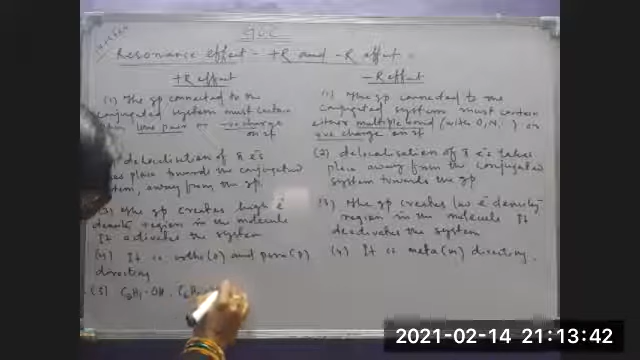 GOC
Resonance effect - +R and -R effect
+R effect
(1) The gp connected to the
conjugated system must contain
lone pair or -ve charge
on it
delocalisation of π e's
place towards the conjugated
system, away from the gp.
(3) The gp creates high e
density region in the molecule
It activates the system
(4) It is ortho(o) and para(p)
directing
(5) C6H5-OH, C6H5
-R effect
(1) The gp connected to the
conjugated system must contain
either multiple bond (with O, N, ) or
+ve charge on it
(2) delocalisation of π e's takes
place away from the conjugated
system towards the gp
(3) The gp creates low e density
region in the molecule It
deactivates the system
(4) It is meta(m) directing.
2021-02-14 21:13:42